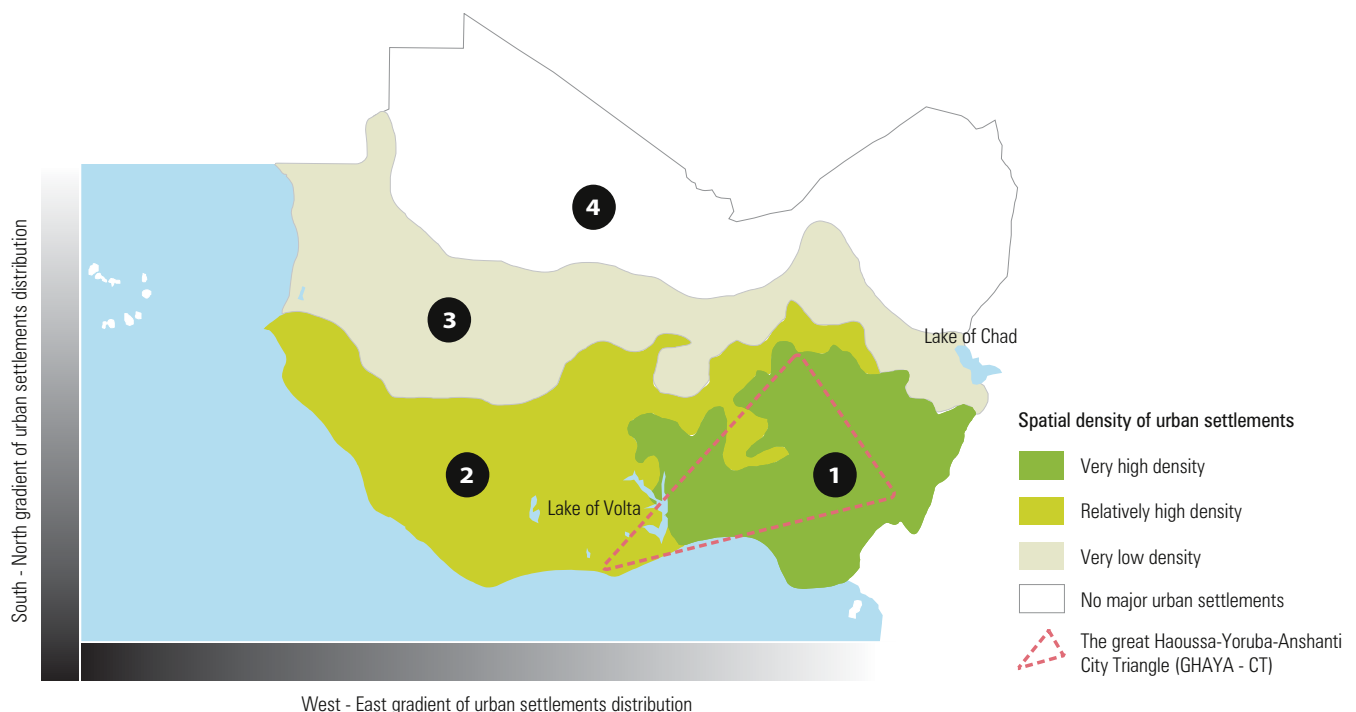 South - North gradient of urban settlements distribution
4
3
Lake of Chad
2
1
Lake of Volta
West - East gradient of urban settlements distribution
Spatial density of urban settlements
Very high density
Relatively high density
Very low density
No major urban settlements
The great Haoussa-Yoruba-Anshanti
City Triangle (GHAYA - CT)